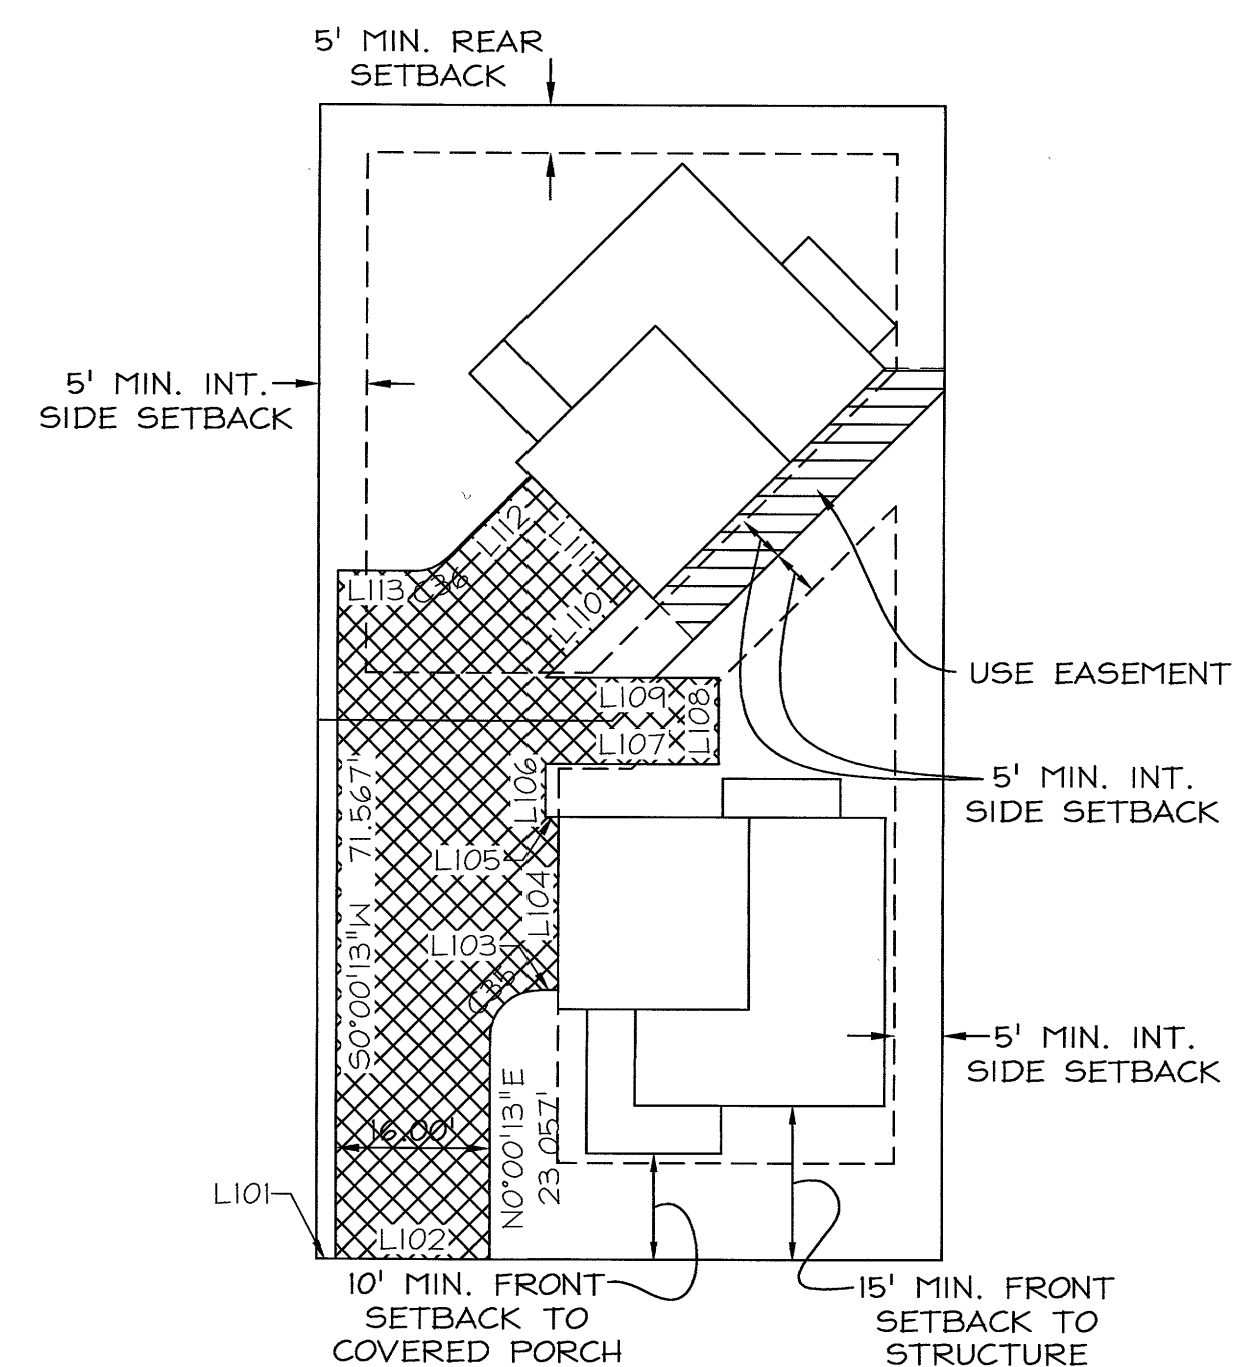 5' MIN. REAR
SETBACK
5' MIN. INT.
SIDE SETBACK
L112
L111
L113
C36
L110
USE EASEMENT
L109
L108
L107
L106
5' MIN. INT.
SIDE SETBACK
S0°00'13"W 71.567'
L105
L104
L103
C35
5' MIN. INT.
SIDE SETBACK
N0°00'13"E
23.057'
16.00'
L101
L102
10' MIN. FRONT
SETBACK TO
COVERED PORCH
15' MIN. FRONT
SETBACK TO
STRUCTURE